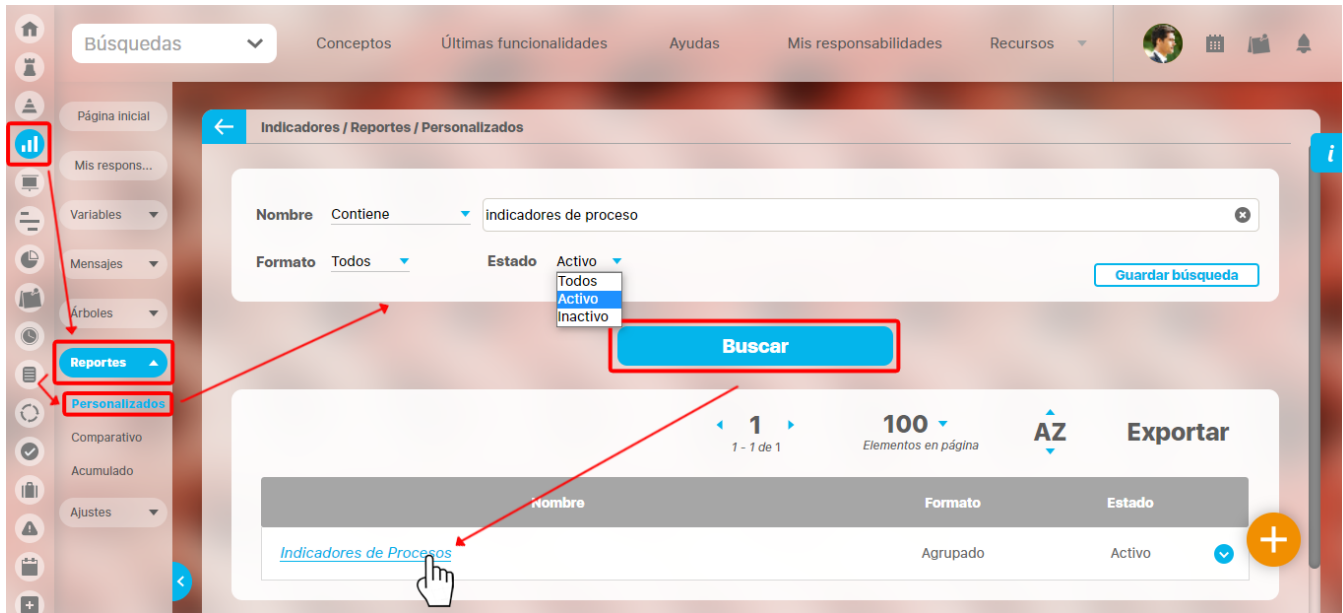 Búsquedas
Conceptos
Últimas funcionalidades
Ayudas
Mis responsabilidades
Recursos
Página inicial
Mis respons...
Variables
Mensajes
Árboles
Reportes
Personalizados
Comparativo
Acumulado
Ajustes
Indicadores / Reportes / Personalizados
i
Nombre Contiene indicadores de proceso
Formato Todos Estado Activo
Todos
Activo
Inactivo
Guardar búsqueda
Buscar
1 100 AZ Exportar
1 - 1 de 1 Elementos en página
Nombre Formato Estado
Indicadores de Procesos Agrupado Activo